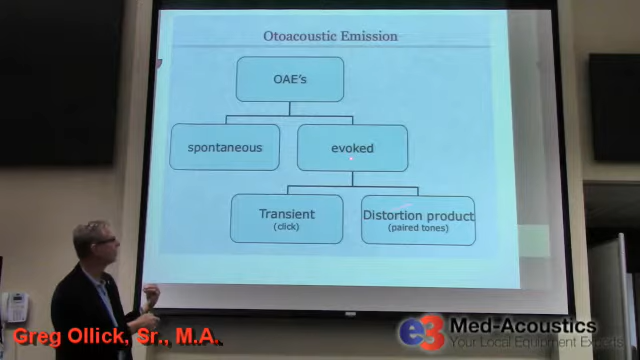 Otoacoustic Emission
OAE's
spontaneous
evoked
Transient
(click)
Distortion product
(paired tones)
Greg Ollick, Sr., M.A.
e3 Med-Acoustics
Your Local Equipment Experts